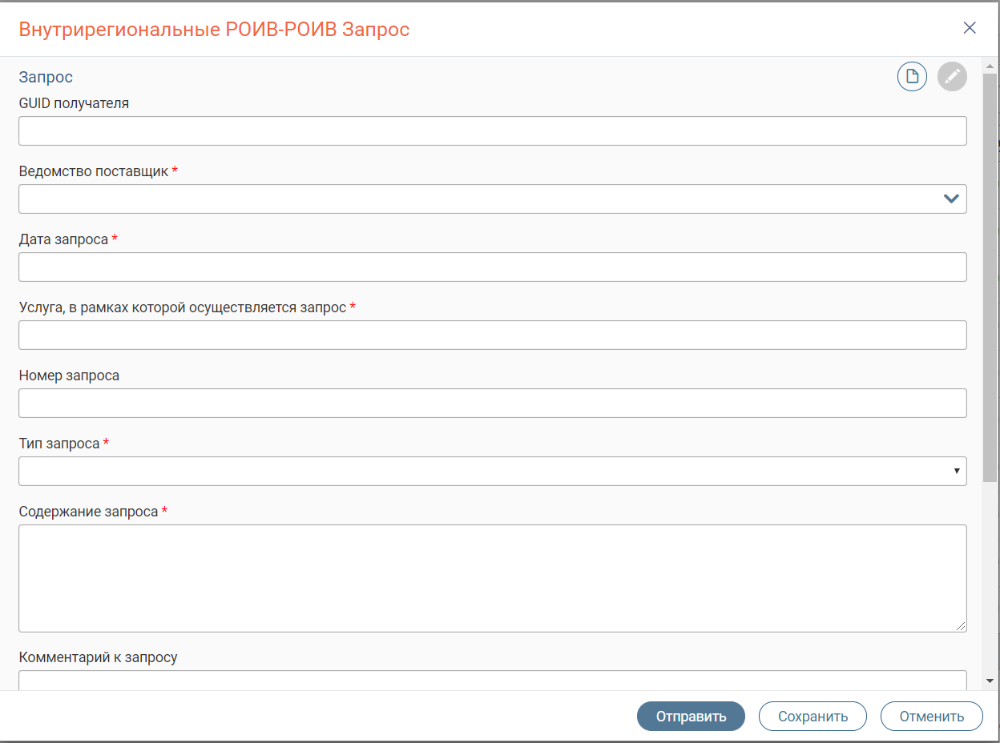 Внутрирегиональные РОИВ-РОИВ Запрос
Запрос
GUID получателя
Ведомство поставщик *
Дата запроса *
Услуга, в рамках которой осуществляется запрос *
Номер запроса
Тип запроса *
Содержание запроса *
Комментарий к запросу
Отправить Сохранить Отменить